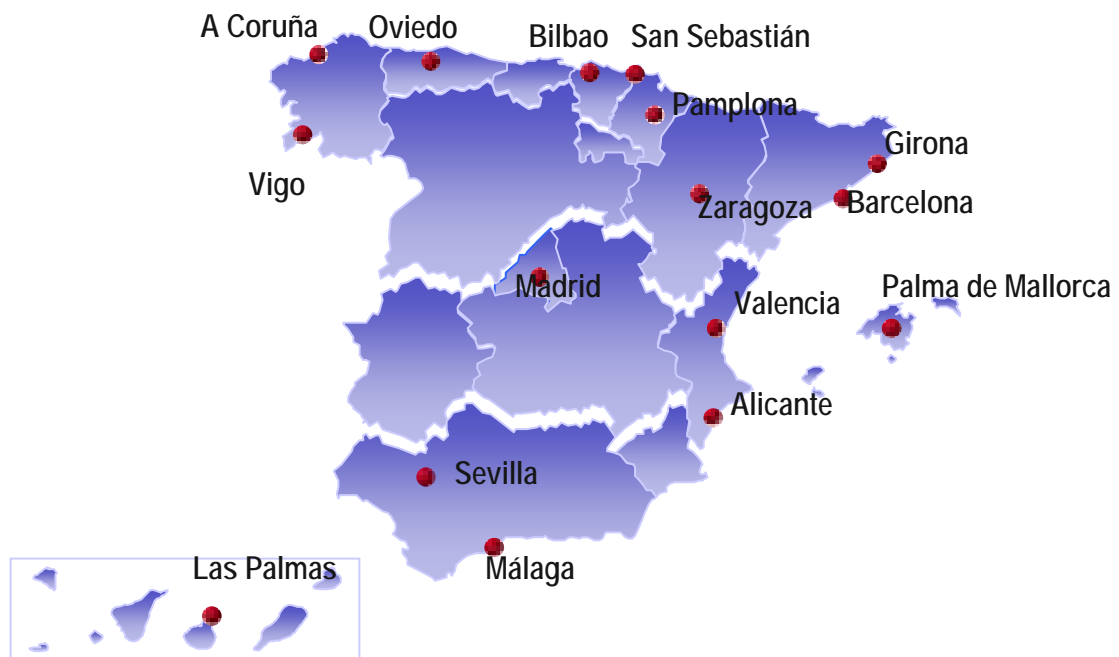 A Coruña
Oviedo
Bilbao
San Sebastián
Pamplona
Girona
Vigo
Zaragoza
Barcelona
Madrid
Valencia
Palma de Mallorca
Alicante
Sevilla
Las Palmas
Málaga